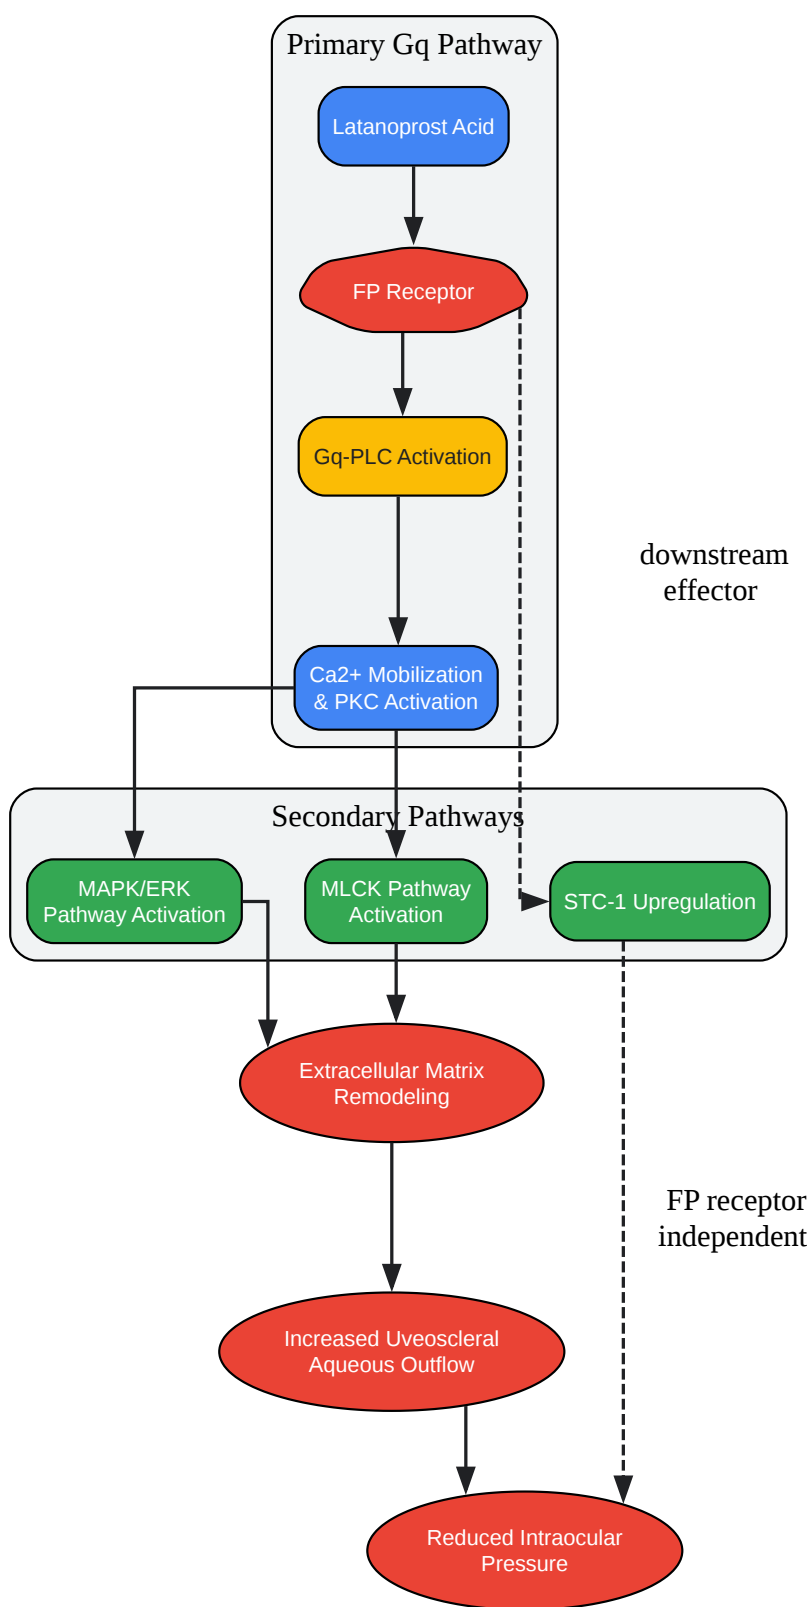 Primary Gq Pathway
Latanoprost Acid
FP Receptor
Gq-PLC Activation
downstream
effector
Ca2+ Mobilization
& PKC Activation
Secondary Pathways
MAPK/ERK
Pathway Activation
MLCK Pathway
Activation
STC-1 Upregulation
Extracellular Matrix
Remodeling
FP receptor
independent
Increased Uveoscleral
Aqueous Outflow
Reduced Intraocular
Pressure